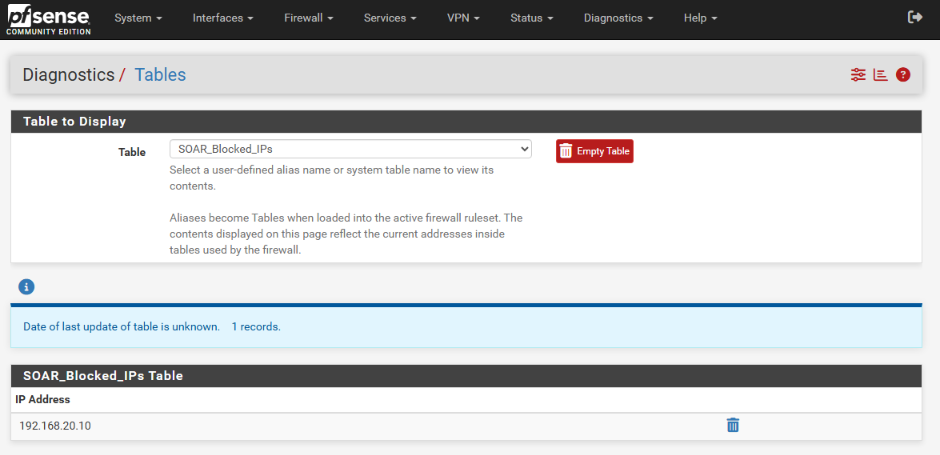 pfsense
COMMUNITY EDITION
System Interfaces Firewall Services VPN Status Diagnostics Help
Diagnostics / Tables
?
Table to Display
Table SOAR_Blocked_IPs Empty Table
Select a user-defined alias name or system table name to view its
contents.
Aliases become Tables when loaded into the active firewall ruleset. The
contents displayed on this page reflect the current addresses inside
tables used by the firewall.
i
Date of last update of table is unknown. 1 records.
SOAR_Blocked_IPs Table
IP Address
192.168.20.10